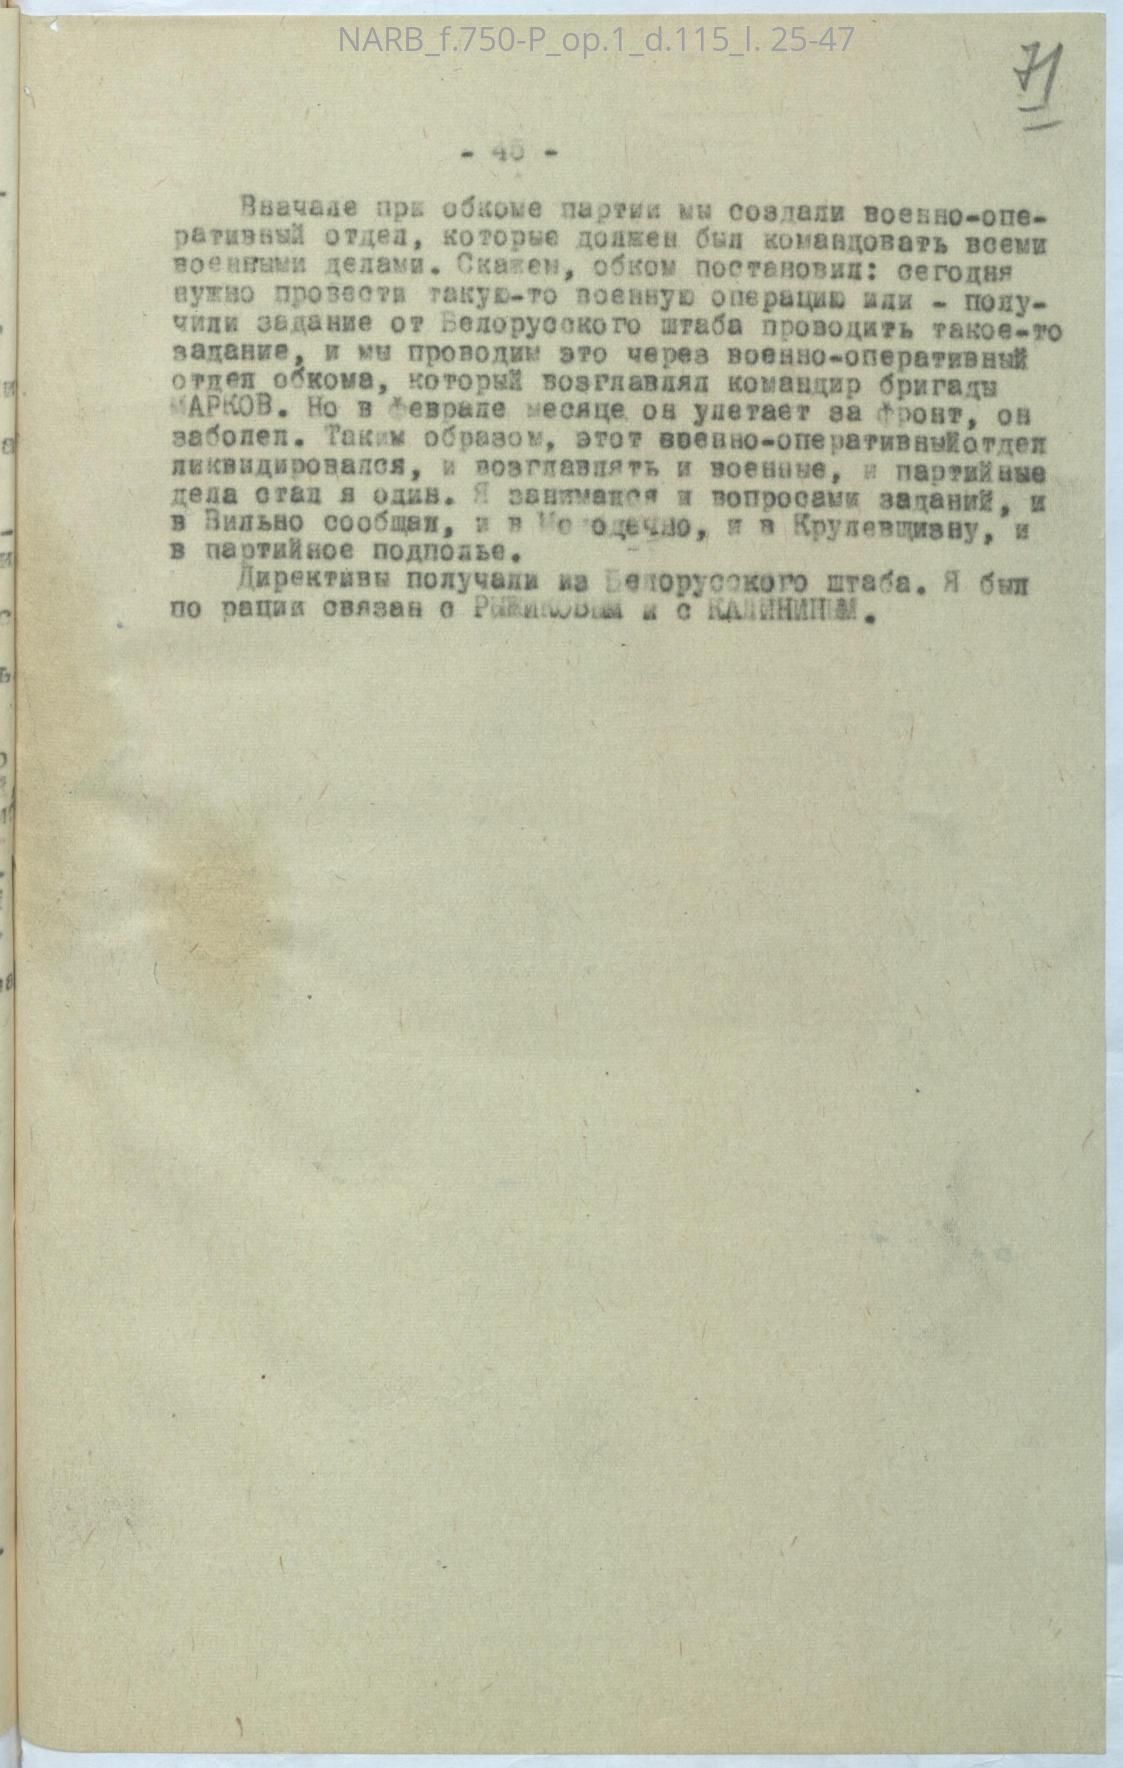 NARB_f.750-P_op.1_d.115_l. 25-47
71
- 45 -
Вначале при обкоме партии мы создали военно-опе-
ративный отдел, которые должен был командовать всеми
военными делами. Скажем, обком постановил: сегодня
нужно провести такую-то военную операцию или - полу-
чили задание от Белорусского штаба проводить такое-то
задание, и мы проводим это через военно-оперативный
отдел обкома, который возглавлял командир бригады
МАРКОВ. Но в феврале месяце он улетает за фронт, он
заболел. Таким образом, этот военно-оперативныйотдел
ликвидировался, и возглавлять и военные, и партийные
дела стал я один. Я занимался и вопросами заданий, и
в Вильно сообщал, и в Молодечно, и в Крулевщизну, и
в партийное подполье.
Директивы получали из Белорусского штаба. Я был
по рации связан с РЫЖИКОВЫМ и с КАЛИНИНЫМ.